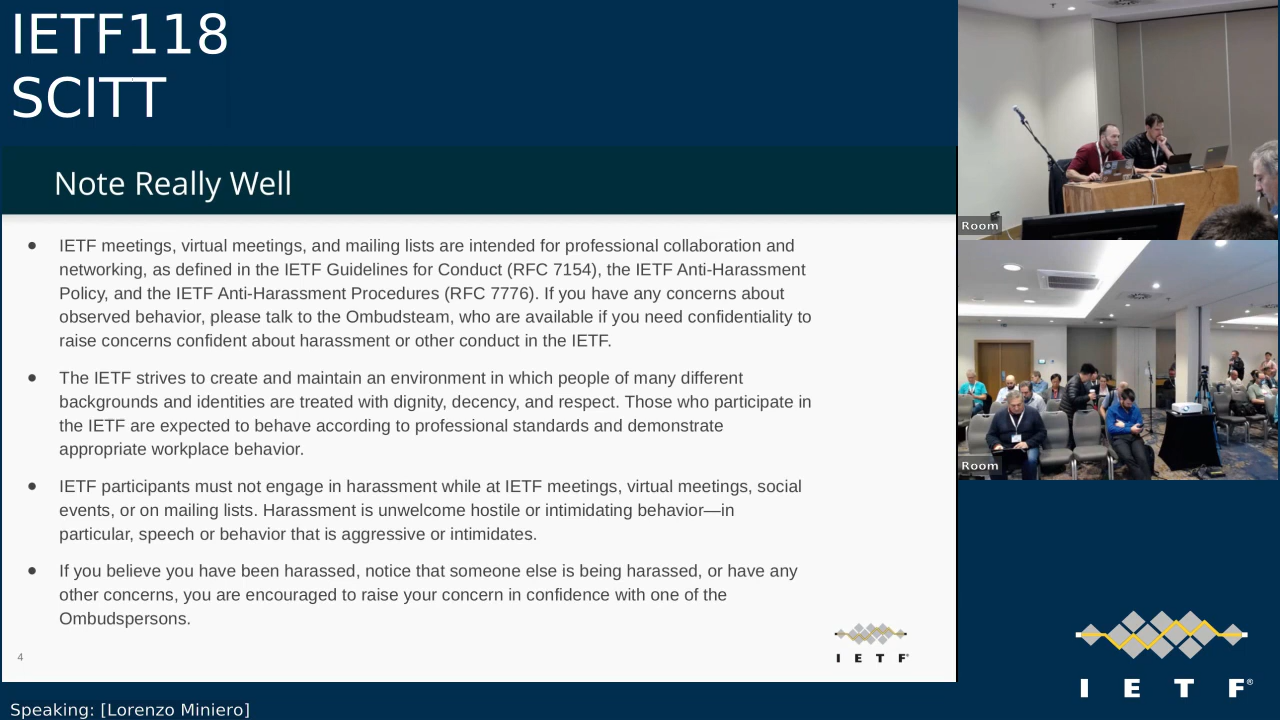 IETF118
SCITT
Note Really Well
● IETF meetings, virtual meetings, and mailing lists are intended for professional collaboration and
networking, as defined in the IETF Guidelines for Conduct (RFC 7154), the IETF Anti-Harassment
Policy, and the IETF Anti-Harassment Procedures (RFC 7776). If you have any concerns about
observed behavior, please talk to the Ombudsteam, who are available if you need confidentiality to
raise concerns confident about harassment or other conduct in the IETF.
● The IETF strives to create and maintain an environment in which people of many different
backgrounds and identities are treated with dignity, decency, and respect. Those who participate in
the IETF are expected to behave according to professional standards and demonstrate
appropriate workplace behavior.
● IETF participants must not engage in harassment while at IETF meetings, virtual meetings, social
events, or on mailing lists. Harassment is unwelcome hostile or intimidating behavior—in
particular, speech or behavior that is aggressive or intimidates.
● If you believe you have been harassed, notice that someone else is being harassed, or have any
other concerns, you are encouraged to raise your concern in confidence with one of the
Ombudspersons.
4
I E T F®
Speaking: [Lorenzo Miniero]
Room
Room
I E T F®